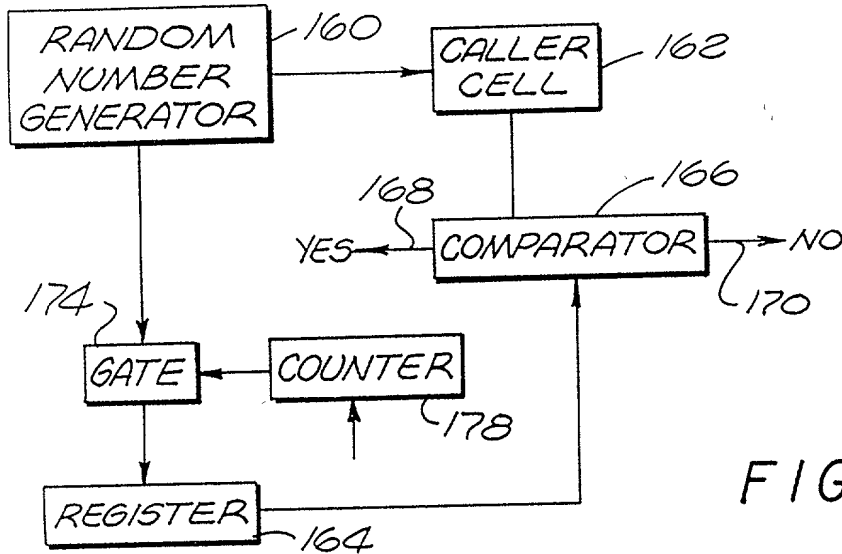 RANDOM
NUMBER
GENERATOR
160
CALLER
CELL
162
168
166
YES
COMPARATOR
NO
170
174
GATE
COUNTER
178
REGISTER
164
FIG